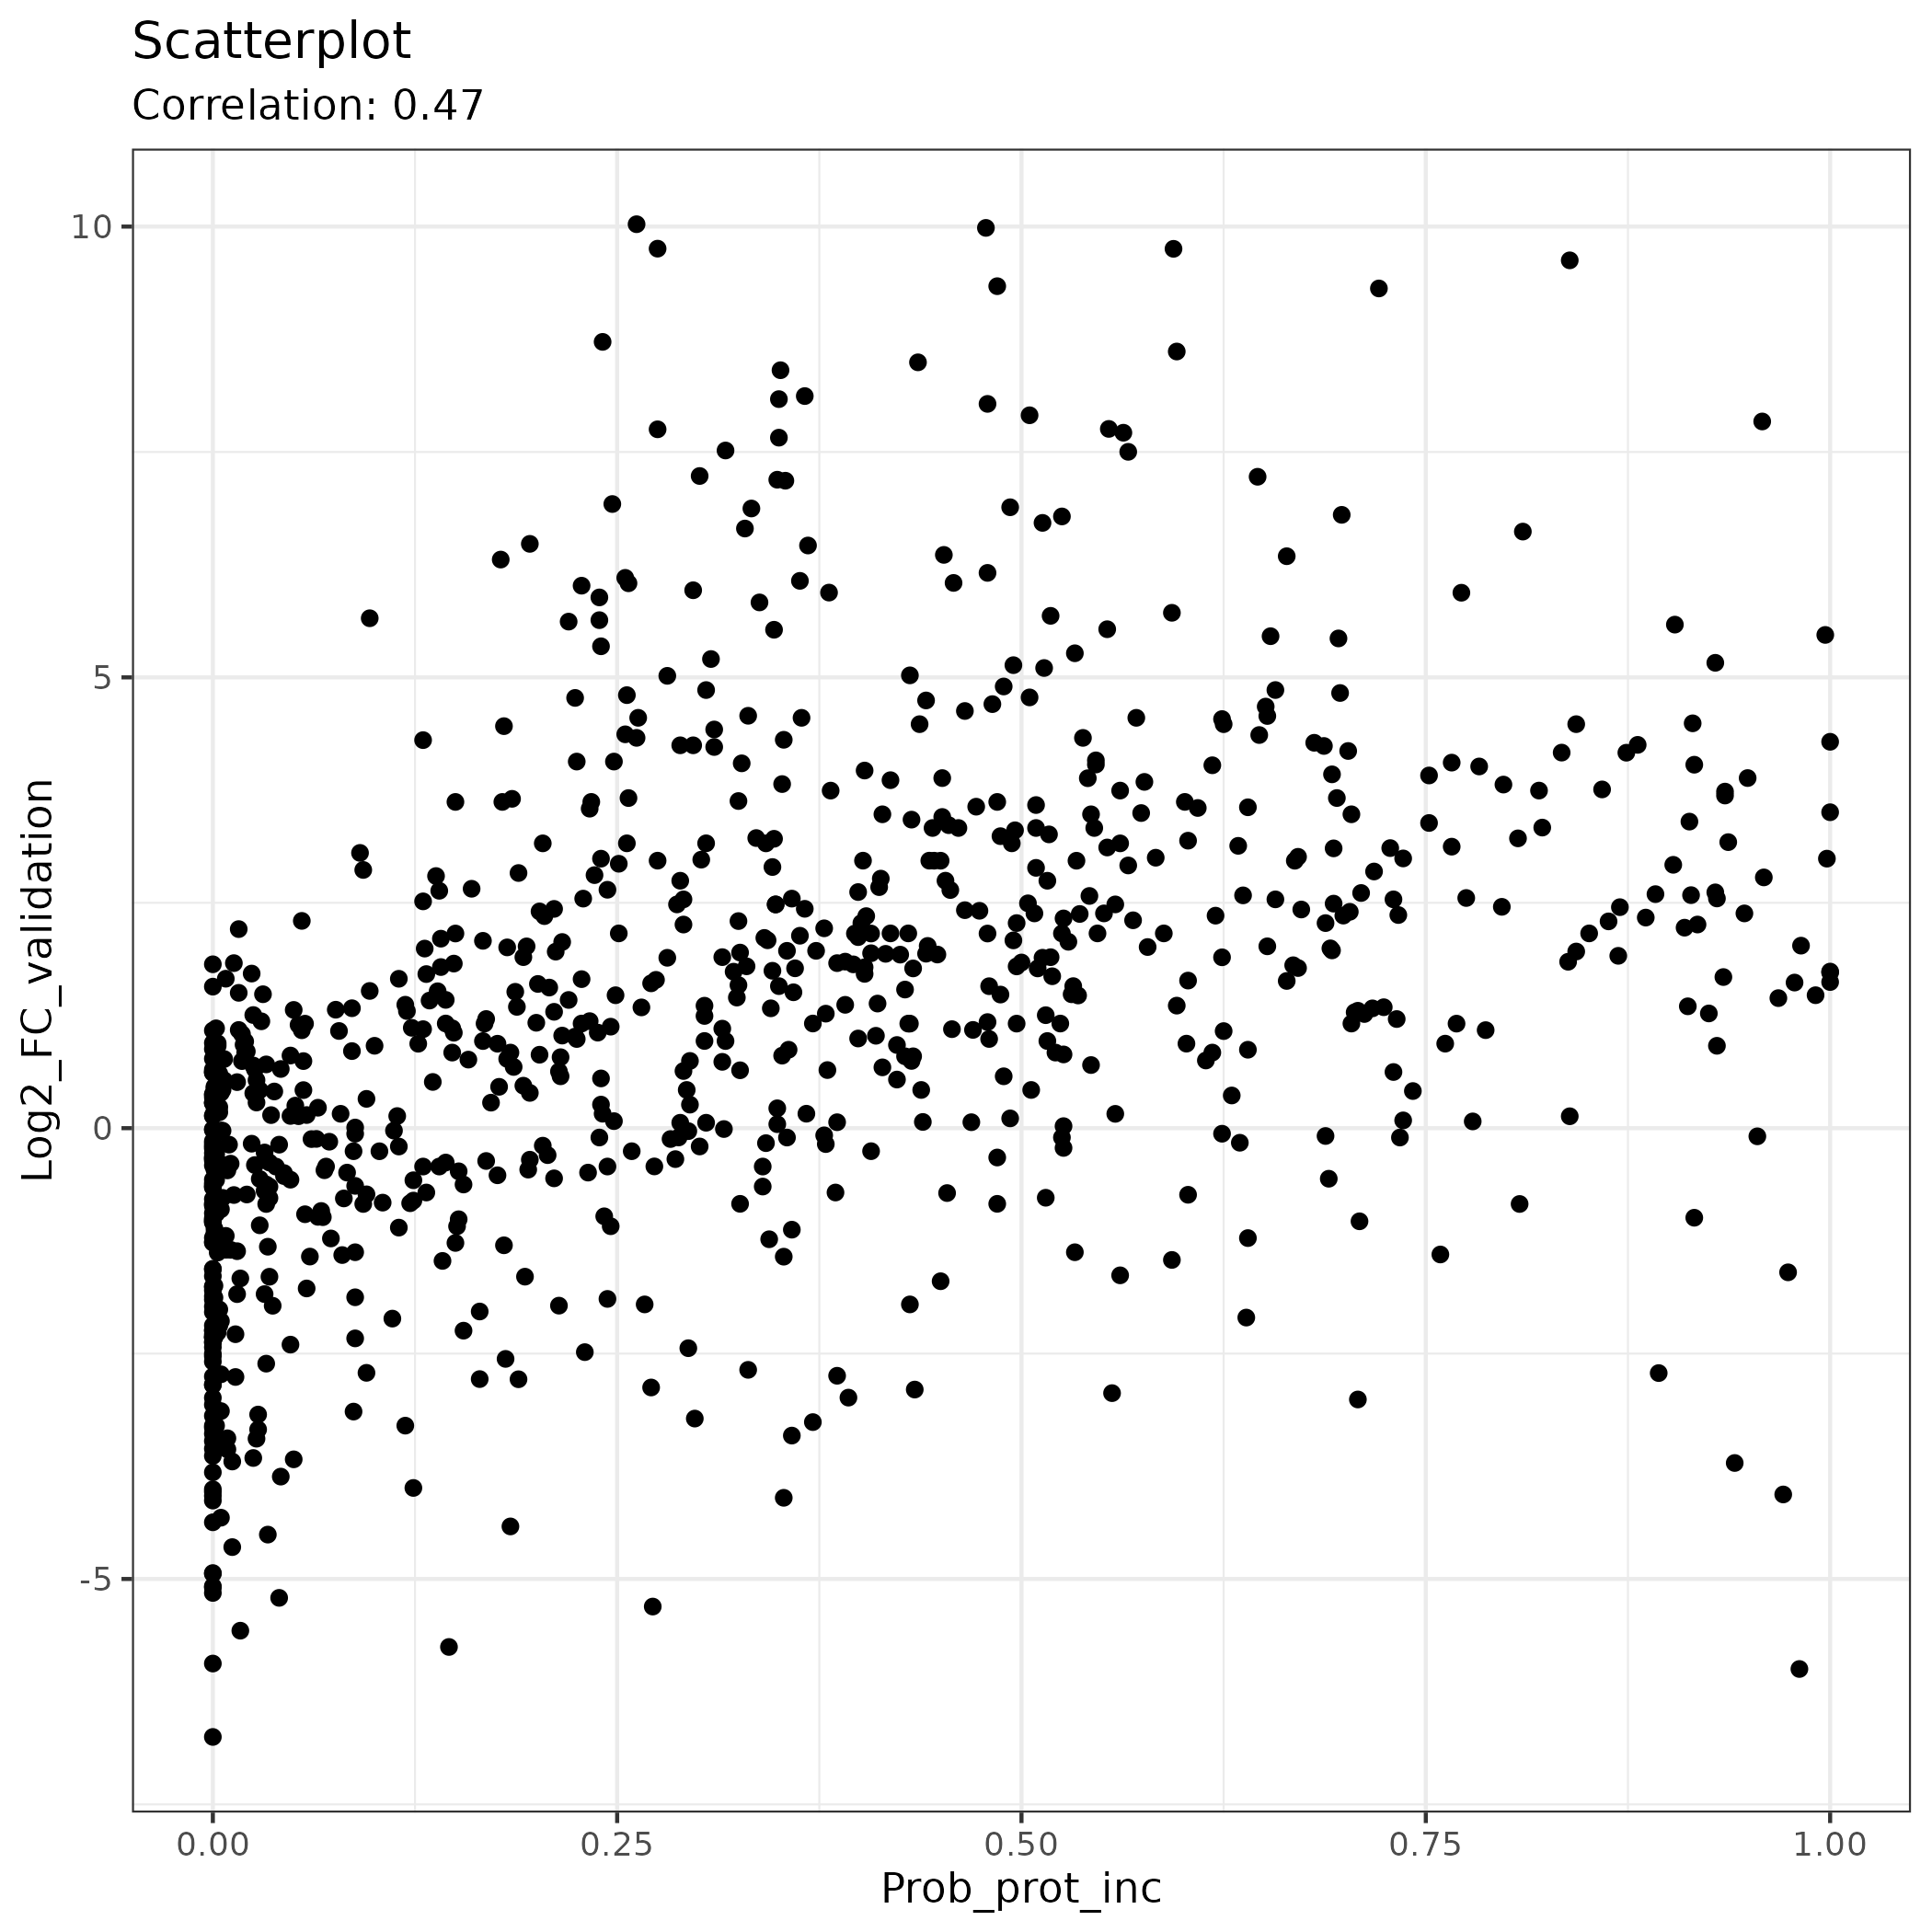 Scatterplot
Correlation: 0.47
10
5
0
-5
Log2_FC_validation
0.00 0.25 0.50 0.75 1.00
Prob_prot_inc